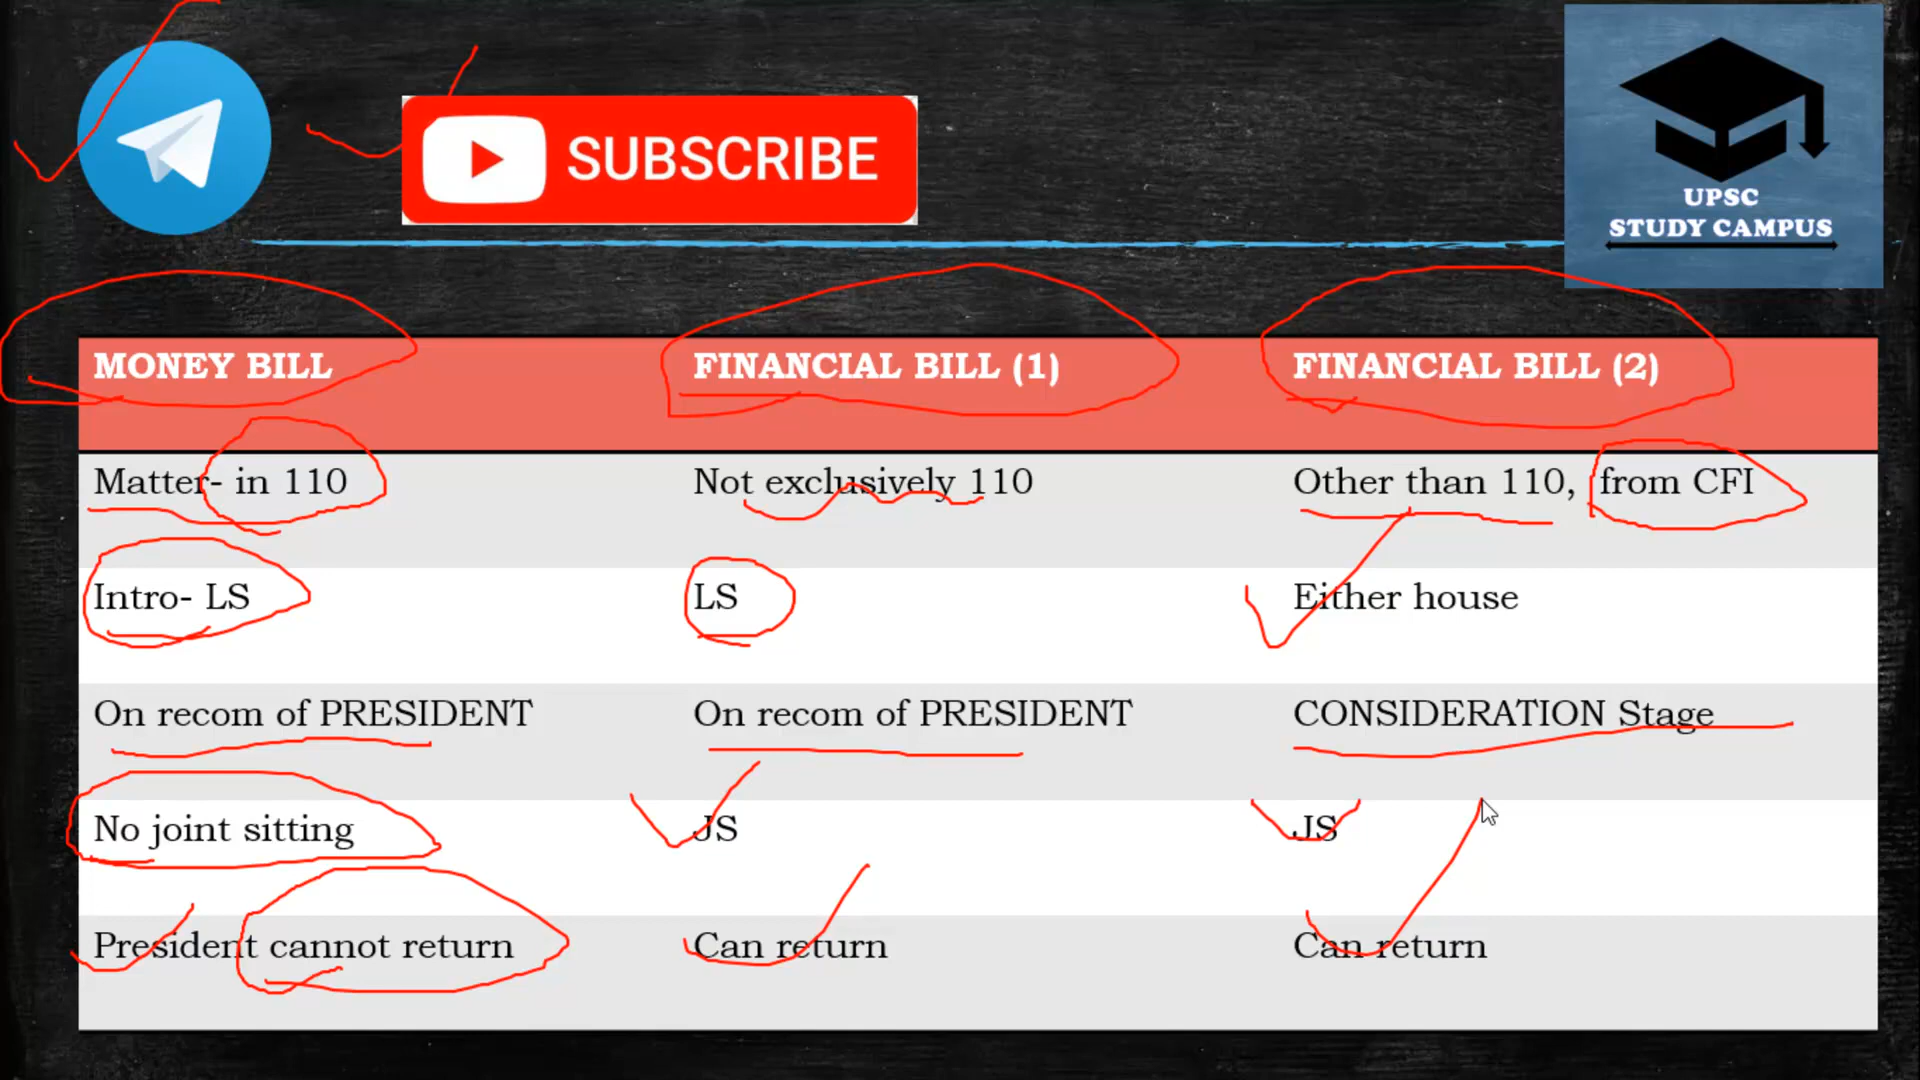 SUBSCRIBE
UPSC
STUDY CAMPUS
MONEY BILL
FINANCIAL BILL (1)
FINANCIAL BILL (2)
Matter- in 110
Not exclusively 110
Other than 110, from CFI
Intro- LS
LS
Either house
On recom of PRESIDENT
On recom of PRESIDENT
CONSIDERATION Stage
No joint sitting
JS
JS
President cannot return
Can return
Can return